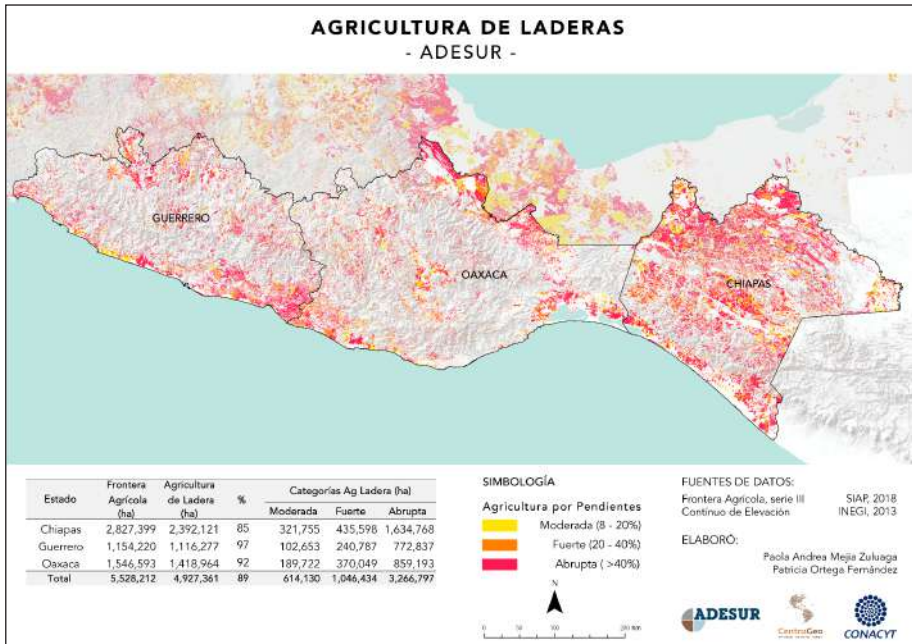 AGRICULTURA DE LADERAS
- ADESUR -
GUERRERO
OAXACA
CHIAPAS
Estado Frontera Agrícola (ha) Agricultura de Ladera (ha) % Categorías Ag Ladera (ha)
Moderada Fuerte Abrupta
Chiapas 2,827,399 2,392,121 85 321,755 435,598 1,634,768
Guerrero 1,154,220 1,116,277 97 102,653 240,787 772,837
Oaxaca 1,546,593 1,418,964 92 189,722 370,049 859,193
Total 5,528,212 4,927,361 89 614,130 1,046,434 3,266,797
SIMBOLOGÍA
Agricultura por Pendientes
Moderada (8 - 20%)
Fuerte (20 - 40%)
Abrupta ( >40%)
N
0 50 100 200 km
FUENTES DE DATOS:
Frontera Agrícola, serie III SIAP, 2018
Contínuo de Elevación INEGI, 2013
ELABORÓ:
Paola Andrea Mejia Zuluaga
Patricia Ortega Fernández
ADESUR
CentroGeo
CONACYT